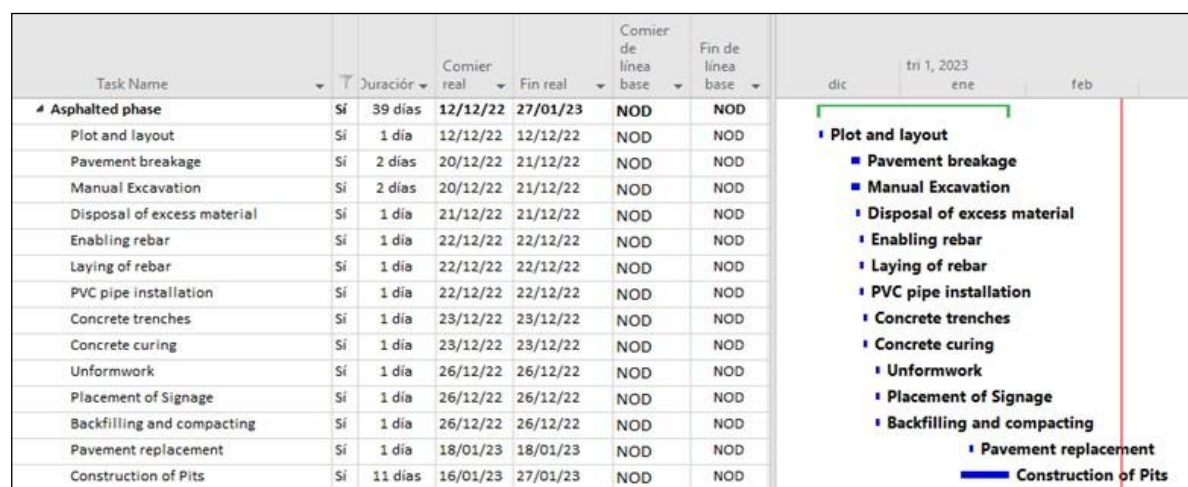 Task Name Duración Comier real Fin real Comier de línea base Fin de línea base tri 1, 2023
dic ene feb
Asphalted phase Sí 39 días 12/12/22 27/01/23 NOD NOD
Plot and layout Sí 1 día 12/12/22 12/12/22 NOD NOD Plot and layout
Pavement breakage Sí 2 días 20/12/22 21/12/22 NOD NOD Pavement breakage
Manual Excavation Sí 2 días 20/12/22 21/12/22 NOD NOD Manual Excavation
Disposal of excess material Sí 1 día 21/12/22 21/12/22 NOD NOD Disposal of excess material
Enabling rebar Sí 1 día 22/12/22 22/12/22 NOD NOD Enabling rebar
Laying of rebar Sí 1 día 22/12/22 22/12/22 NOD NOD Laying of rebar
PVC pipe installation Sí 1 día 22/12/22 22/12/22 NOD NOD PVC pipe installation
Concrete trenches Sí 1 día 23/12/22 23/12/22 NOD NOD Concrete trenches
Concrete curing Sí 1 día 23/12/22 23/12/22 NOD NOD Concrete curing
Unformwork Sí 1 día 26/12/22 26/12/22 NOD NOD Unformwork
Placement of Signage Sí 1 día 26/12/22 26/12/22 NOD NOD Placement of Signage
Backfilling and compacting Sí 1 día 26/12/22 26/12/22 NOD NOD Backfilling and compacting
Pavement replacement Sí 1 día 18/01/23 18/01/23 NOD NOD Pavement replacement
Construction of Pits Sí 11 días 16/01/23 27/01/23 NOD NOD Construction of Pits